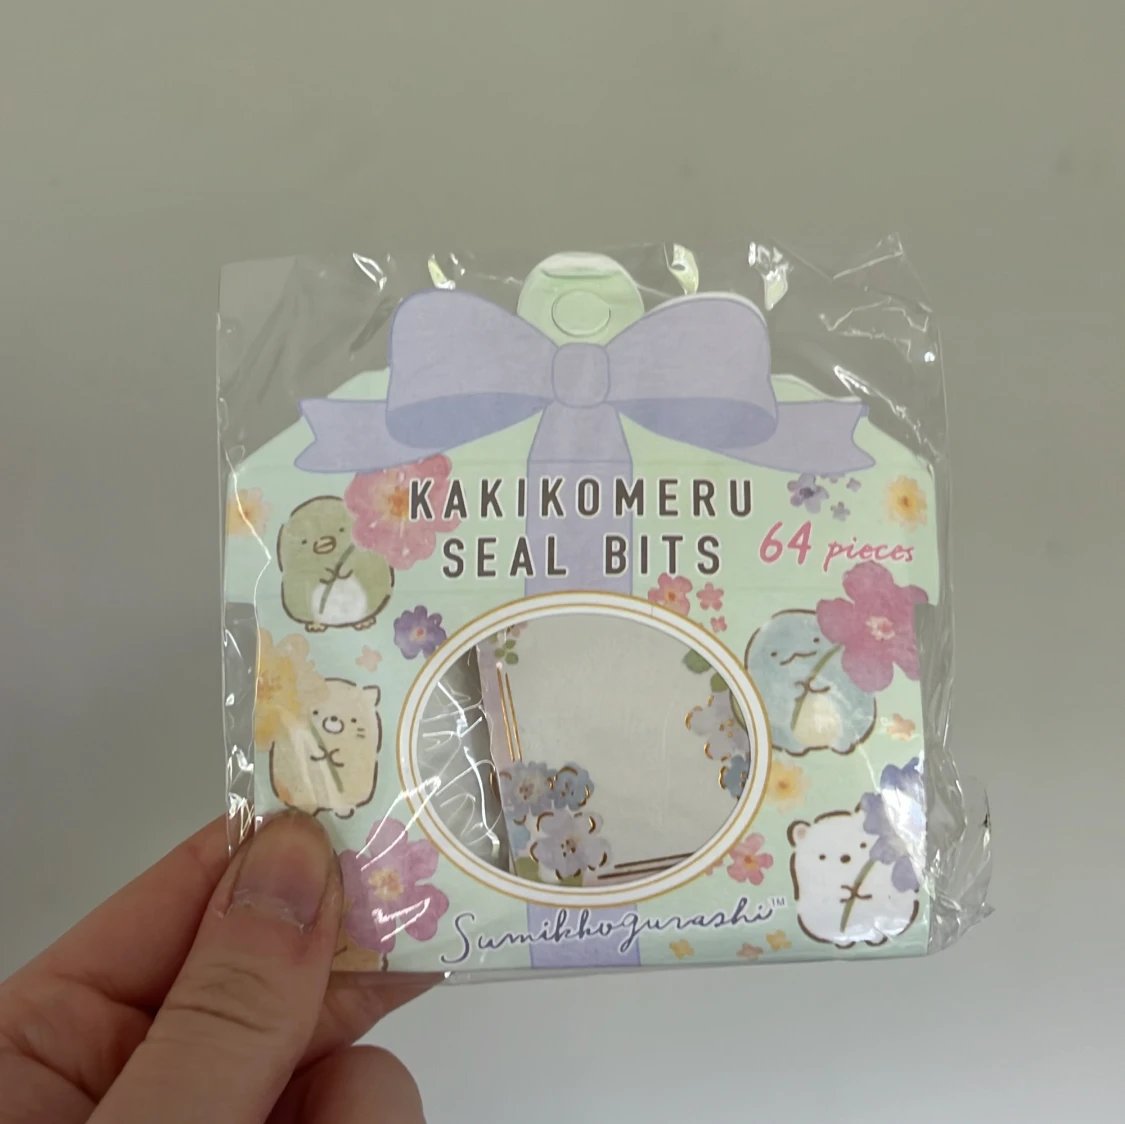 KAKIKOMERU
SEAL BITS
64 pieces
Sumikkogurashi™